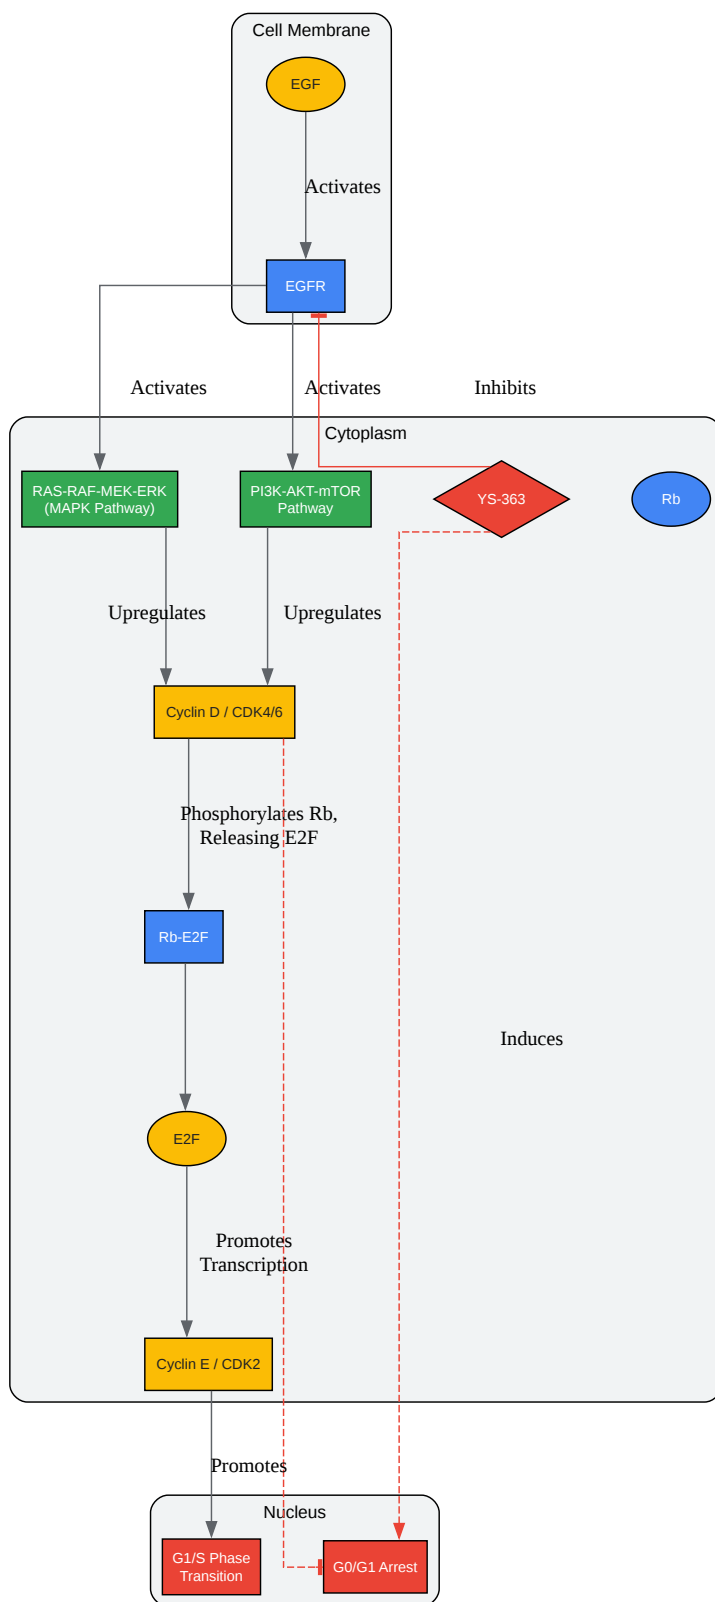 Cell Membrane
EGF
Activates
EGFR
Activates
Activates
Inhibits
Cytoplasm
RAS-RAF-MEK-ERK
(MAPK Pathway)
PI3K-AKT-mTOR
Pathway
YS-363
Rb
Upregulates
Upregulates
Cyclin D / CDK4/6
Phosphorylates Rb,
Releasing E2F
Rb-E2F
Induces
E2F
Promotes
Transcription
Cyclin E / CDK2
Promotes
Nucleus
G1/S Phase
Transition
G0/G1 Arrest